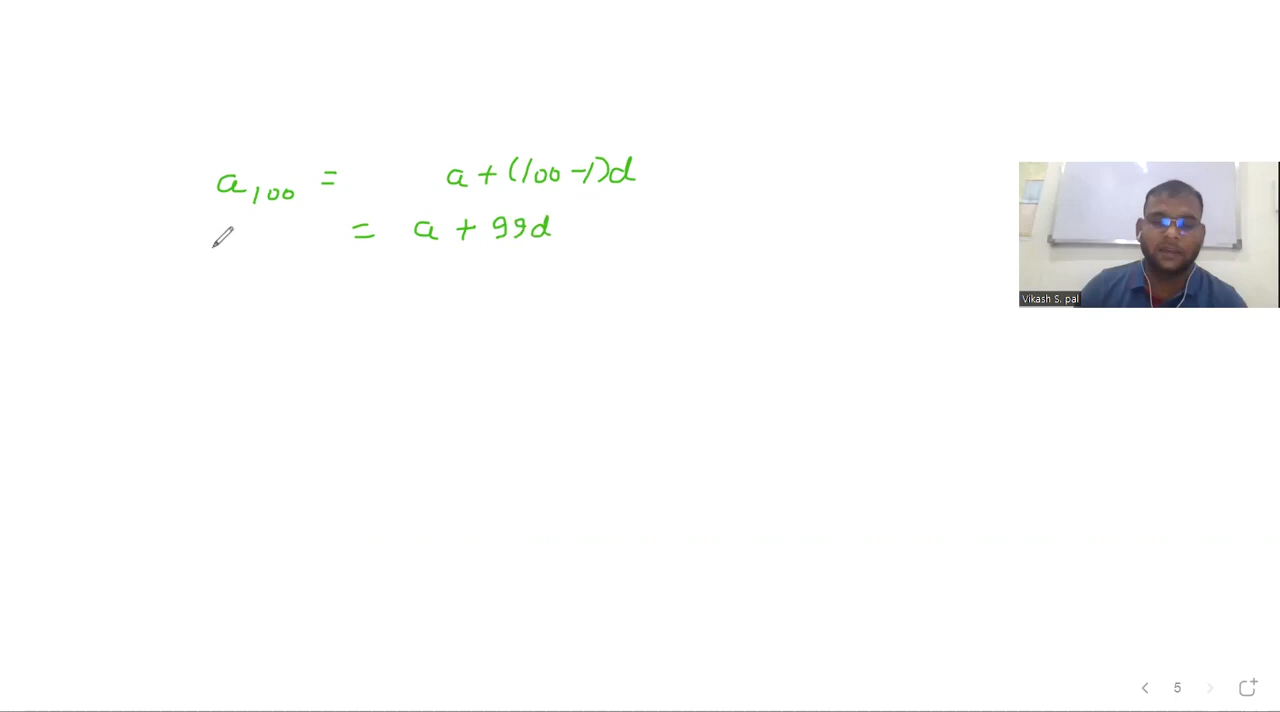 a₁₀₀ = a + (100 - 1)d
= a + 99d
Vikash S. pal
5